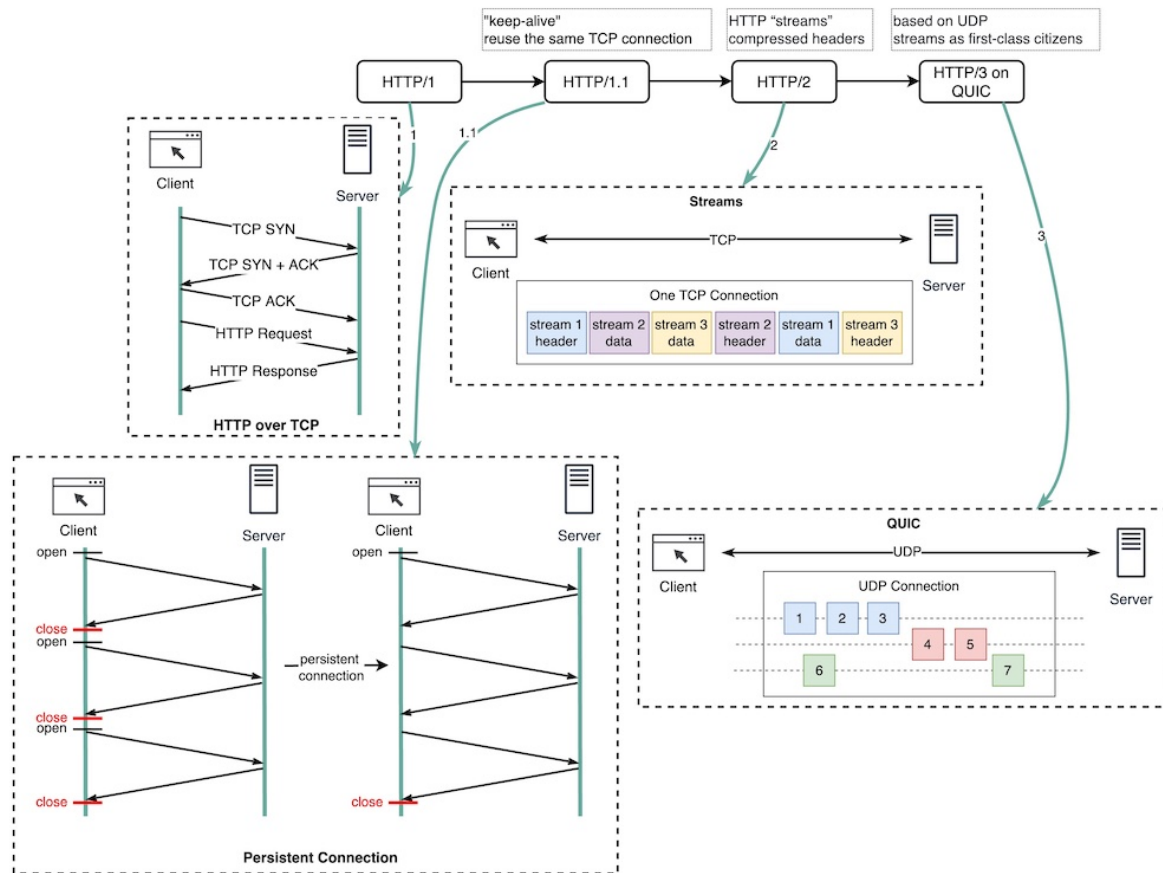 "keep-alive"
reuse the same TCP connection
HTTP "streams"
compressed headers
based on UDP
streams as first-class citizens
HTTP/1
HTTP/1.1
HTTP/2
HTTP/3 on
QUIC
1
1.1
2
3
Client
Server
TCP SYN
TCP SYN + ACK
TCP ACK
HTTP Request
HTTP Response
HTTP over TCP
Streams
Client
TCP
Server
One TCP Connection
stream 1
header
stream 2
data
stream 3
data
stream 2
header
stream 1
data
stream 3
header
Client
Server
open
close
open
close
open
close
persistent
connection
Client
Server
open
close
Persistent Connection
QUIC
Client
UDP
Server
UDP Connection
1
2
3
4
5
6
7